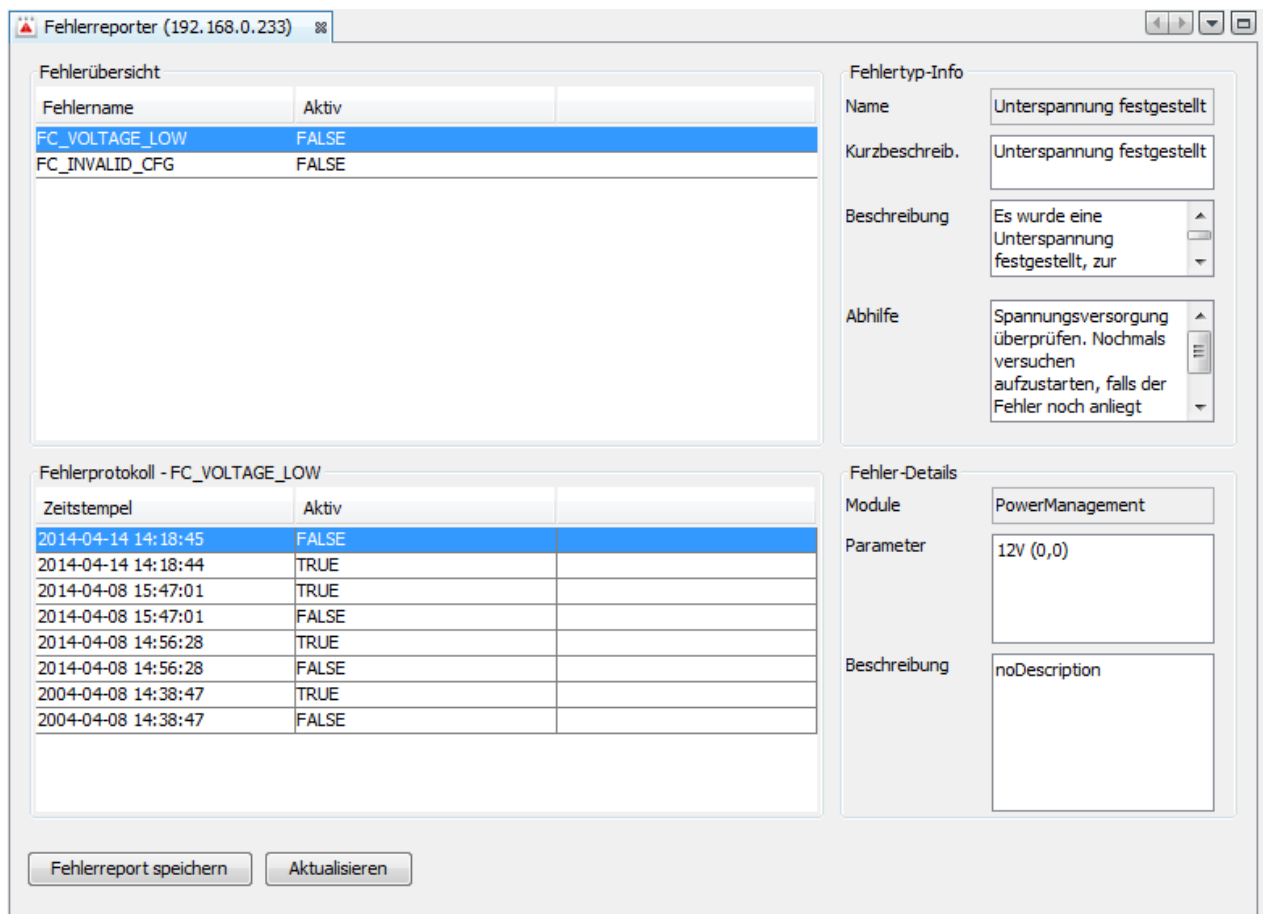 Fehlerreporter (192.168.0.233)
Fehlerübersicht
Fehlername Aktiv
FC_VOLTAGE_LOW FALSE
FC_INVALID_CFG FALSE
Fehlertyp-Info
Name Unterspannung festgestellt
Kurzbeschreib. Unterspannung festgestellt
Beschreibung Es wurde eine
Unterspannung
festgestellt, zur
Abhilfe Spannungsversorgung
überprüfen. Nochmals
versuchen
aufzustarten, falls der
Fehler noch anliegt
Fehlerprotokoll - FC_VOLTAGE_LOW
Zeitstempel Aktiv
2014-04-14 14:18:45 FALSE
2014-04-14 14:18:44 TRUE
2014-04-08 15:47:01 TRUE
2014-04-08 15:47:01 FALSE
2014-04-08 14:56:28 TRUE
2014-04-08 14:56:28 FALSE
2004-04-08 14:38:47 TRUE
2004-04-08 14:38:47 FALSE
Fehler-Details
Module PowerManagement
Parameter 12V (0,0)
Beschreibung noDescription
Fehlerreport speichern Aktualisieren